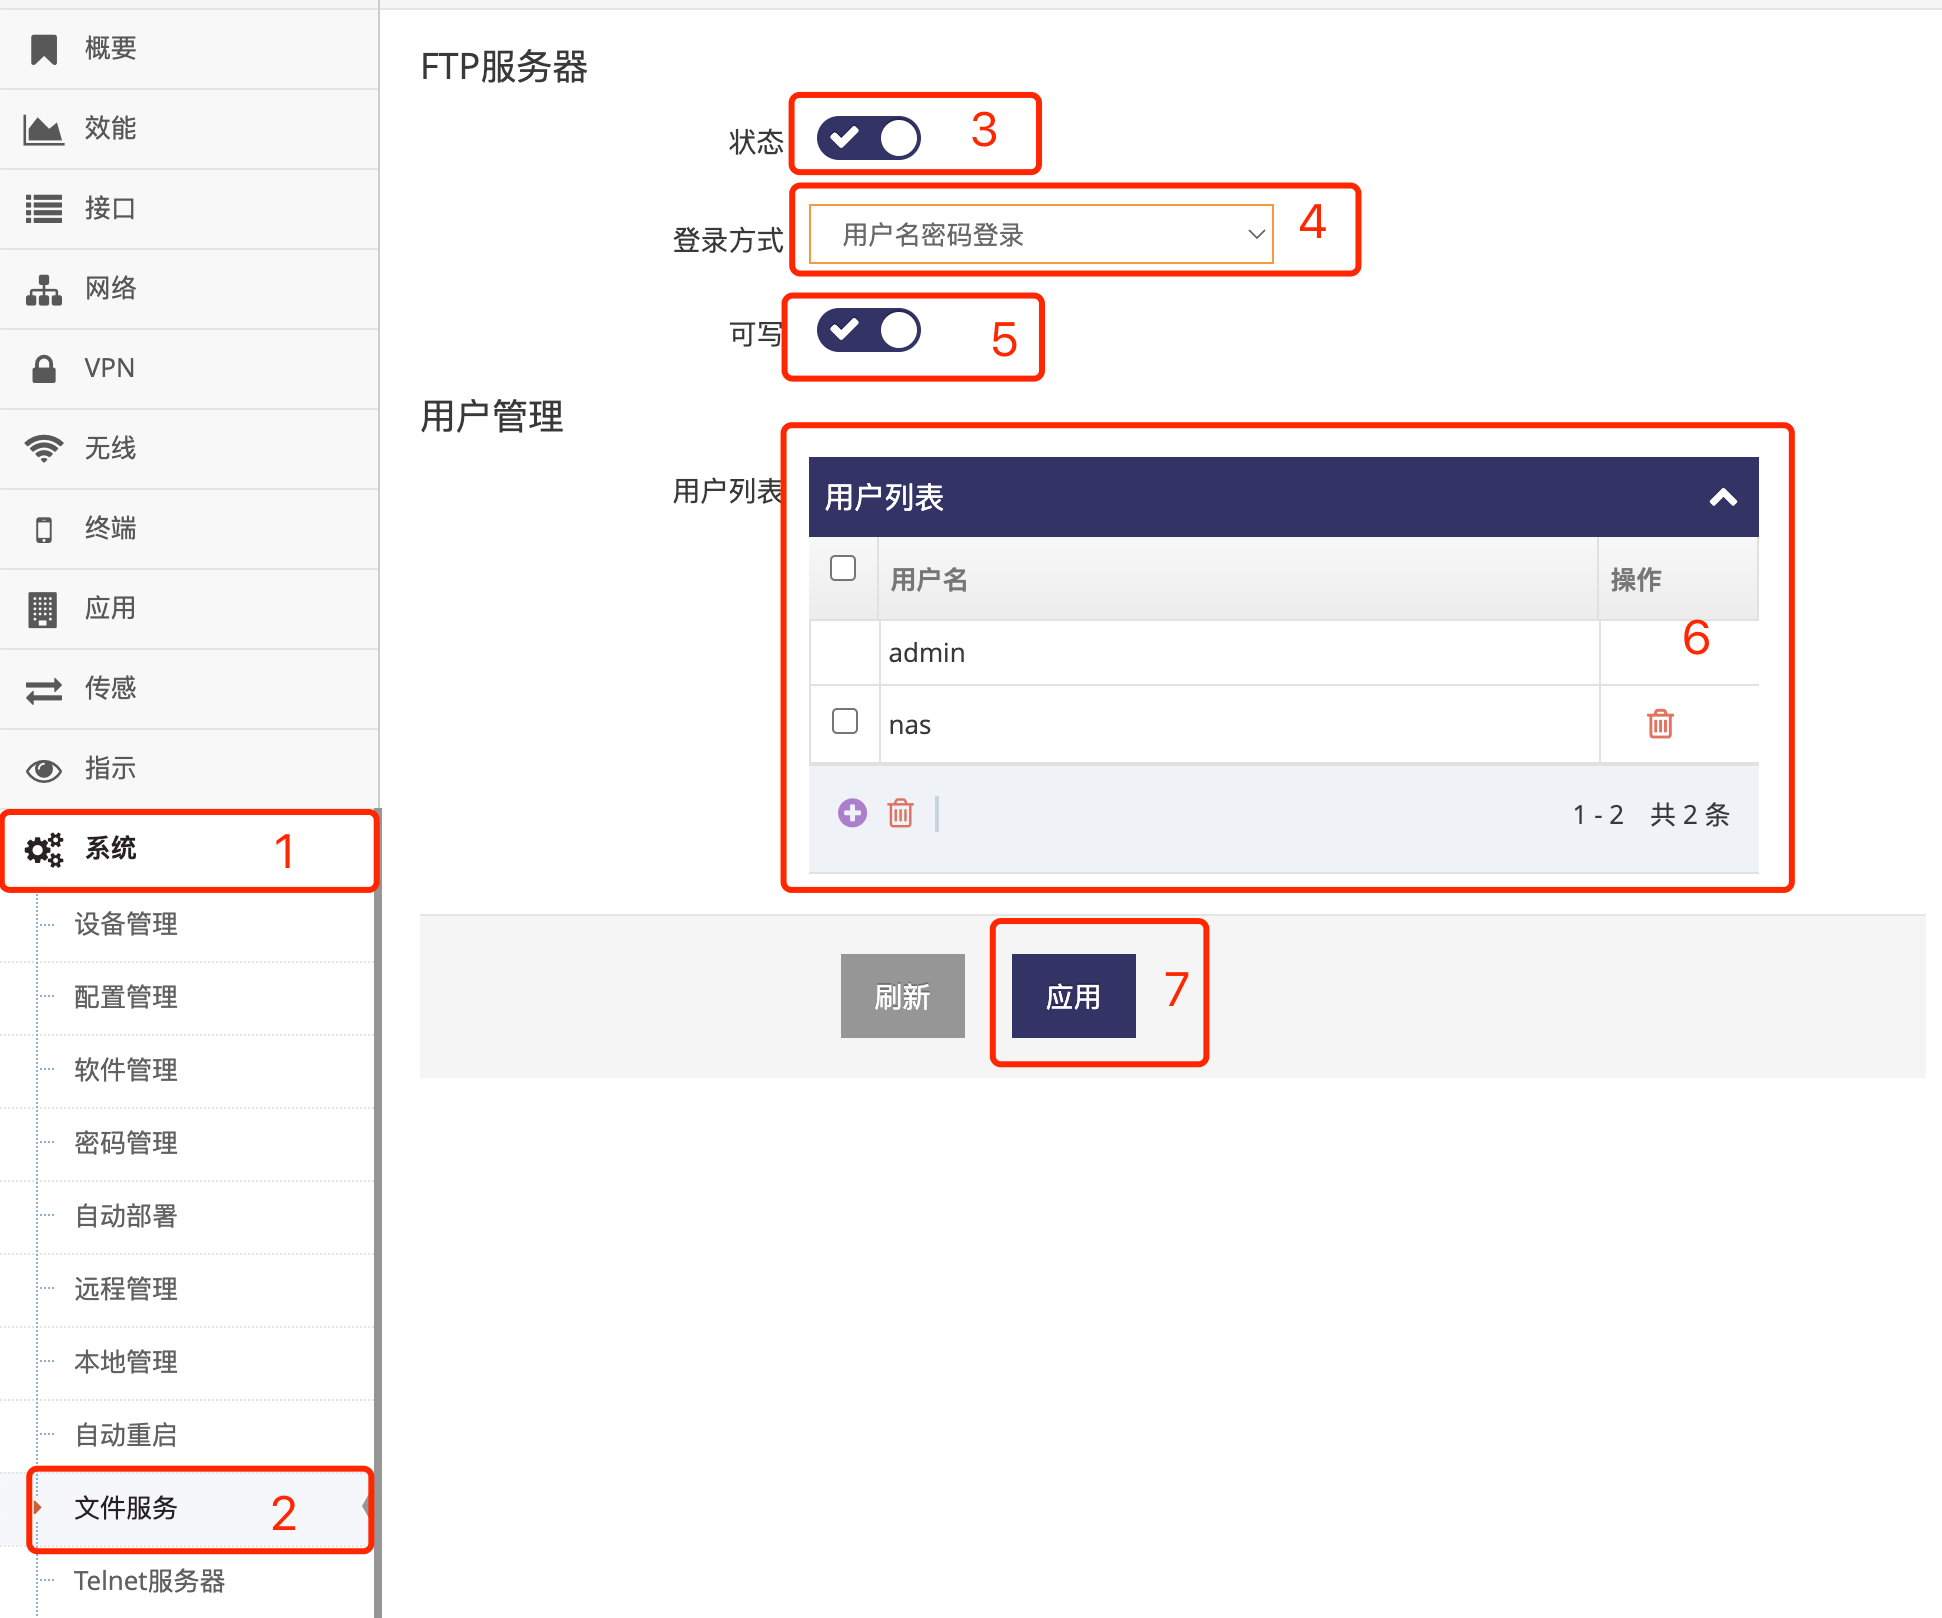 概要
效能
接口
网络
VPN
无线
终端
应用
传感
指示
系统 1
设备管理
配置管理
软件管理
密码管理
自动部署
远程管理
本地管理
自动重启
文件服务 2
Telnet服务器
FTP服务器
状态 3
登录方式 用户名密码登录 4
可写 5
用户管理
用户列表 用户列表
用户名 操作
admin 6
nas
1 - 2 共 2 条
刷新 应用 7